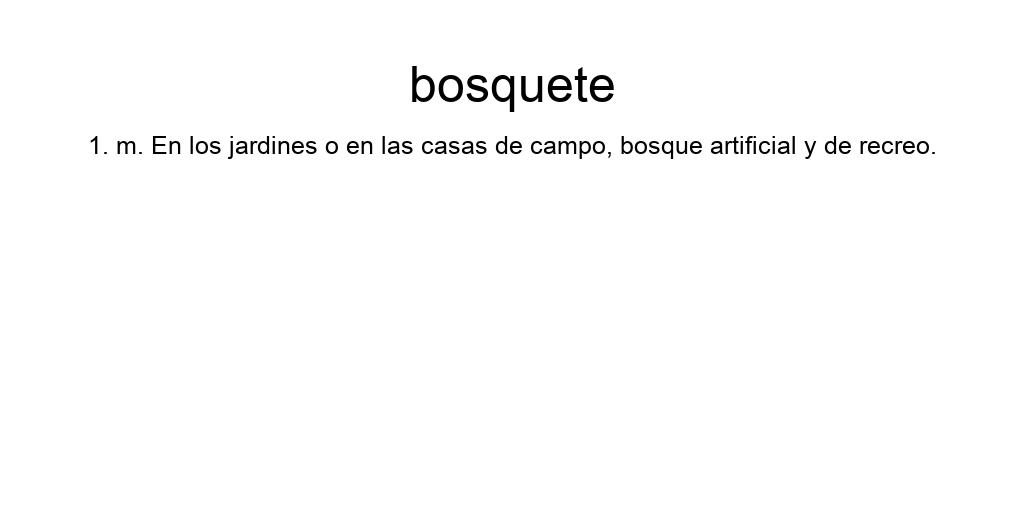 bosquete
1. m. En los jardines o en las casas de campo, bosque artificial y de recreo.